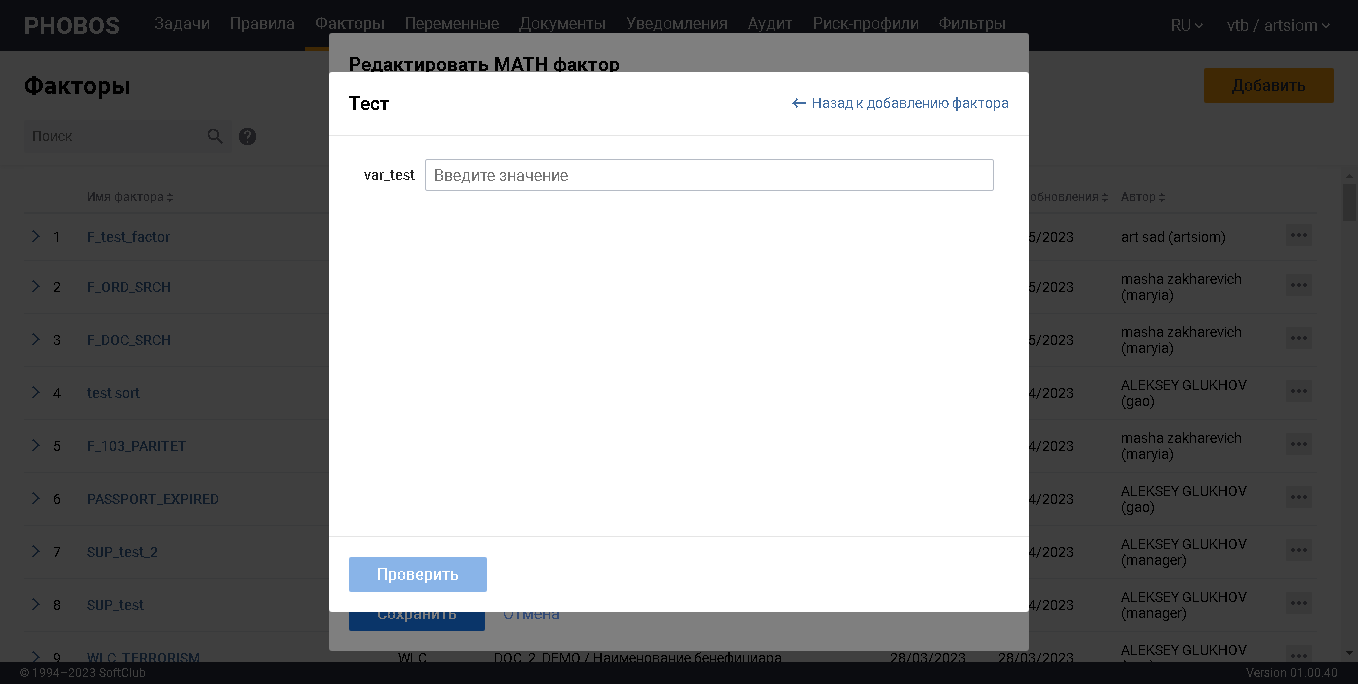 PHOBOS Задачи Правила Факторы Переменные Документы Уведомления Аудит Риск-профили Фильтры RU vtb / artsiom
Редактировать MATH фактор
Факторы
Добавить
Тест
← Назад к добавлению фактора
Поиск
?
var_test Введите значение
Имя фактора обновления Автор
1 F_test_factor 5/2023 art sad (artsiom)
2 F_ORD_SRCH 5/2023 masha zakharevich
(maryia)
3 F_DOC_SRCH 5/2023 masha zakharevich
(maryia)
4 test sort 4/2023 ALEKSEY GLUKHOV
(gao)
5 F_103_PARITET 4/2023 masha zakharevich
(maryia)
6 PASSPORT_EXPIRED 4/2023 ALEKSEY GLUKHOV
(gao)
7 SUP_test_2 4/2023 ALEKSEY GLUKHOV
(manager)
8 SUP_test 4/2023 ALEKSEY GLUKHOV
(manager)
Проверить
Сохранить Отмена
9 WLC_TERRORISM WLC DOC_2_DEMO / Наименование бенефициара 28/03/2023 28/03/2023 ALEKSEY GLUKHOV
© 1994–2023 SoftClub Version 01.00.40